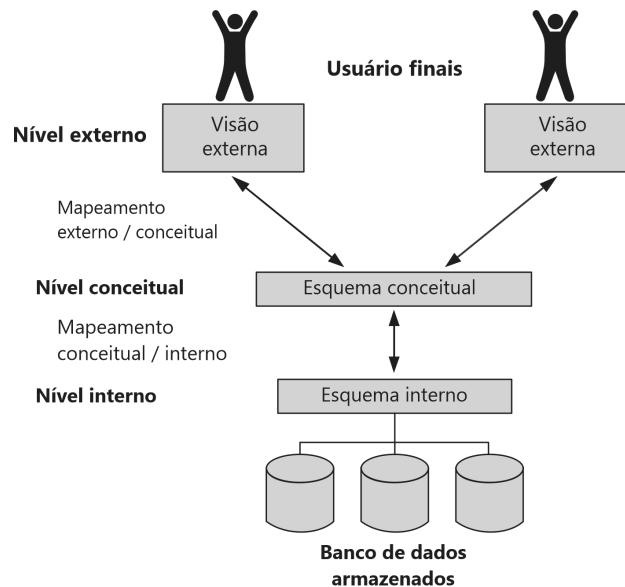 Usuário finais
Nível externo
Visão
externa
Visão
externa
Mapeamento
externo / conceitual
Nível conceitual
Esquema conceitual
Mapeamento
conceitual / interno
Nível interno
Esquema interno
Banco de dados
armazenados